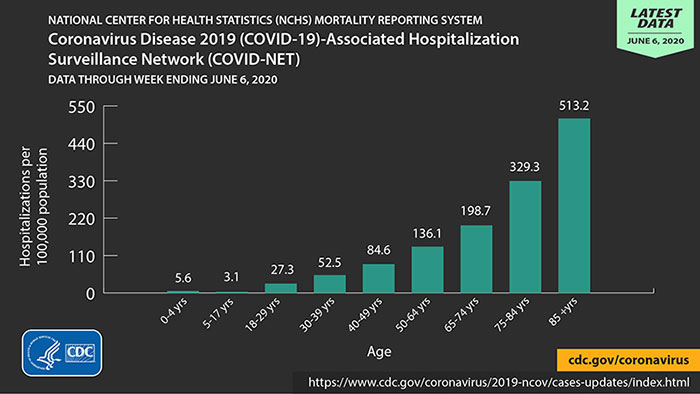 NATIONAL CENTER FOR HEALTH STATISTICS (NCHS) MORTALITY REPORTING SYSTEM
Coronavirus Disease 2019 (COVID-19)-Associated Hospitalization
Surveillance Network (COVID-NET)
DATA THROUGH WEEK ENDING JUNE 6, 2020
LATEST
DATA
JUNE 6, 2020
Hospitalizations per
100,000 population
550
440
330
220
110
0
5.6
3.1
27.3
52.5
84.6
136.1
198.7
329.3
513.2
0-4 yrs
5-17 yrs
18-29 yrs
30-39 yrs
40-49 yrs
50-64 yrs
65-74 yrs
75-84 yrs
85 +yrs
Age
CDC
cdc.gov/coronavirus
https://www.cdc.gov/coronavirus/2019-ncov/cases-updates/index.html